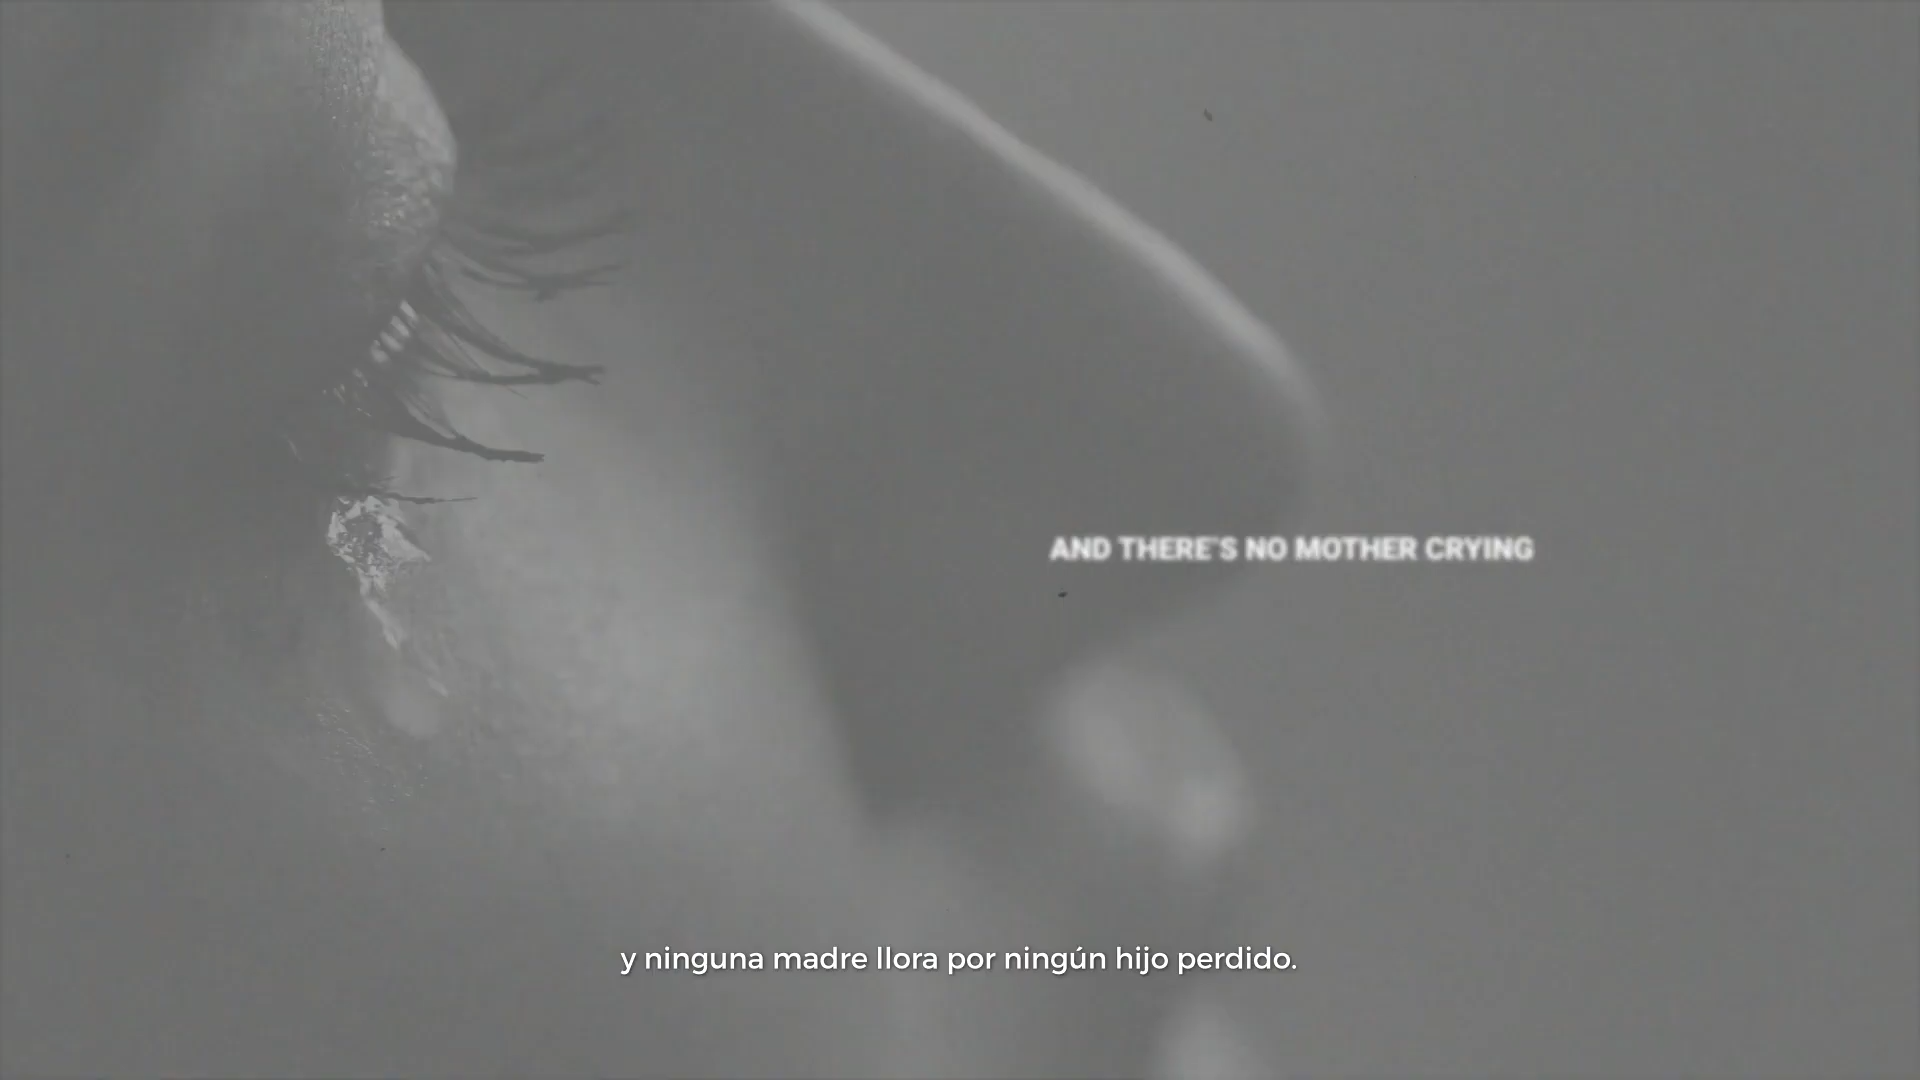 AND THERE'S NO MOTHER CRYING
y ninguna madre llora por ningún hijo perdido.